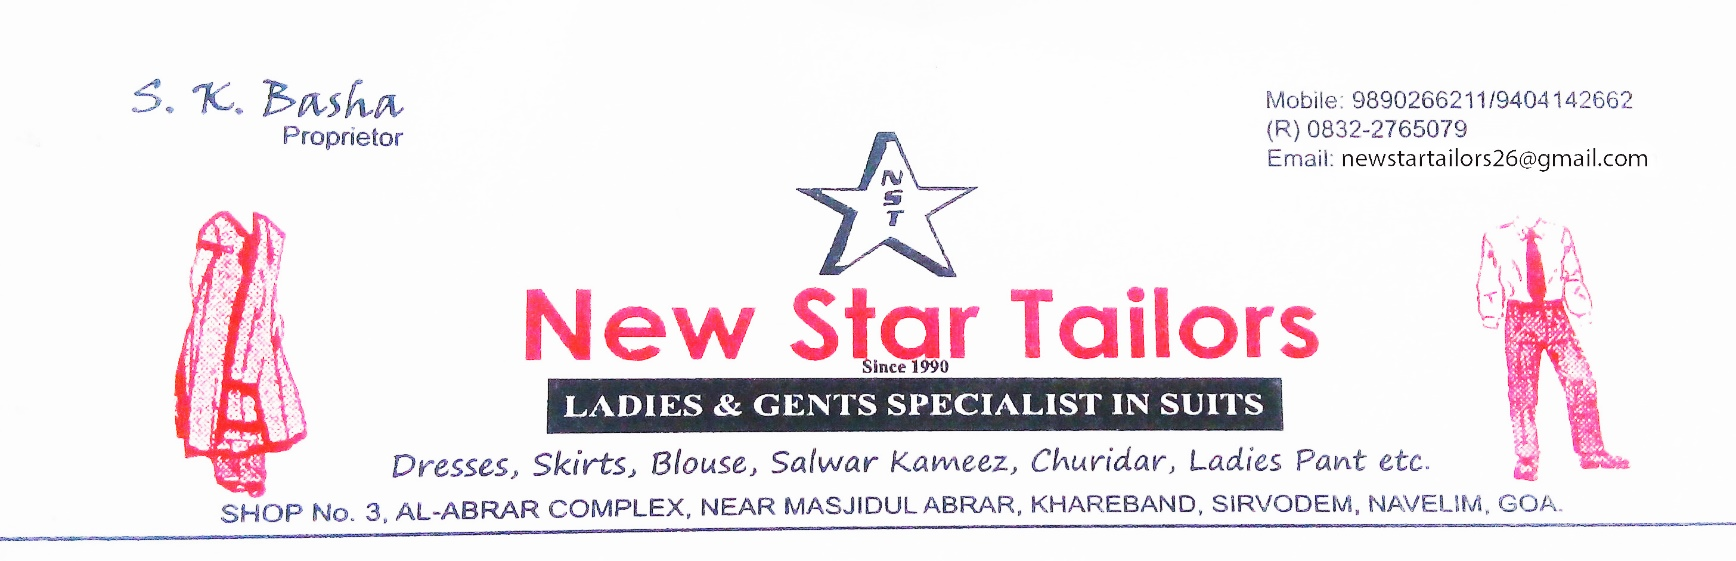 S. K. Basha
Proprietor
Mobile: 9890266211/9404142662
(R) 0832-2765079
Email: newstartailors26@gmail.com
N
S
T
New Star Tailors
Since 1990
LADIES & GENTS SPECIALIST IN SUITS
Dresses, Skirts, Blouse, Salwar Kameez, Churidar, Ladies Pant etc.
SHOP No. 3, AL-ABRAR COMPLEX, NEAR MASJIDUL ABRAR, KHAREBAND, SIRVODEM, NAVELIM, GOA.